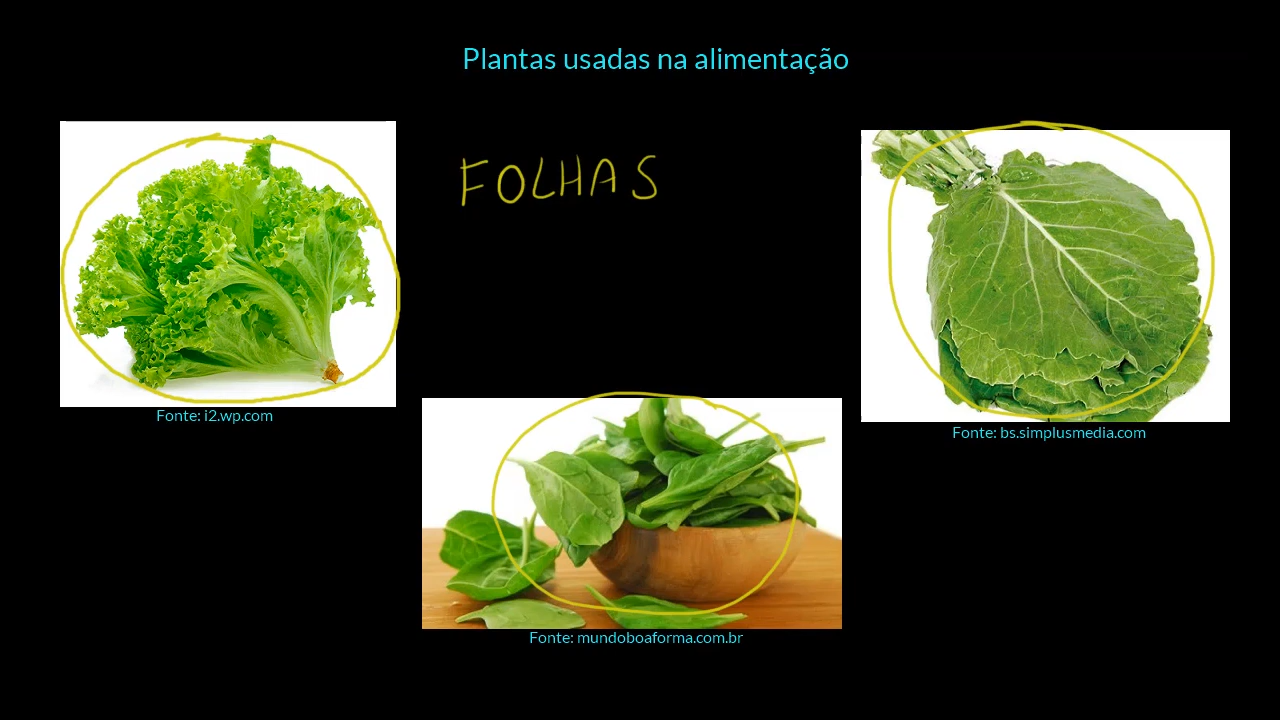 Plantas usadas na alimentação
FOLHAS
Fonte: i2.wp.com
Fonte: bs.simplusmedia.com
Fonte: mundoboaforma.com.br